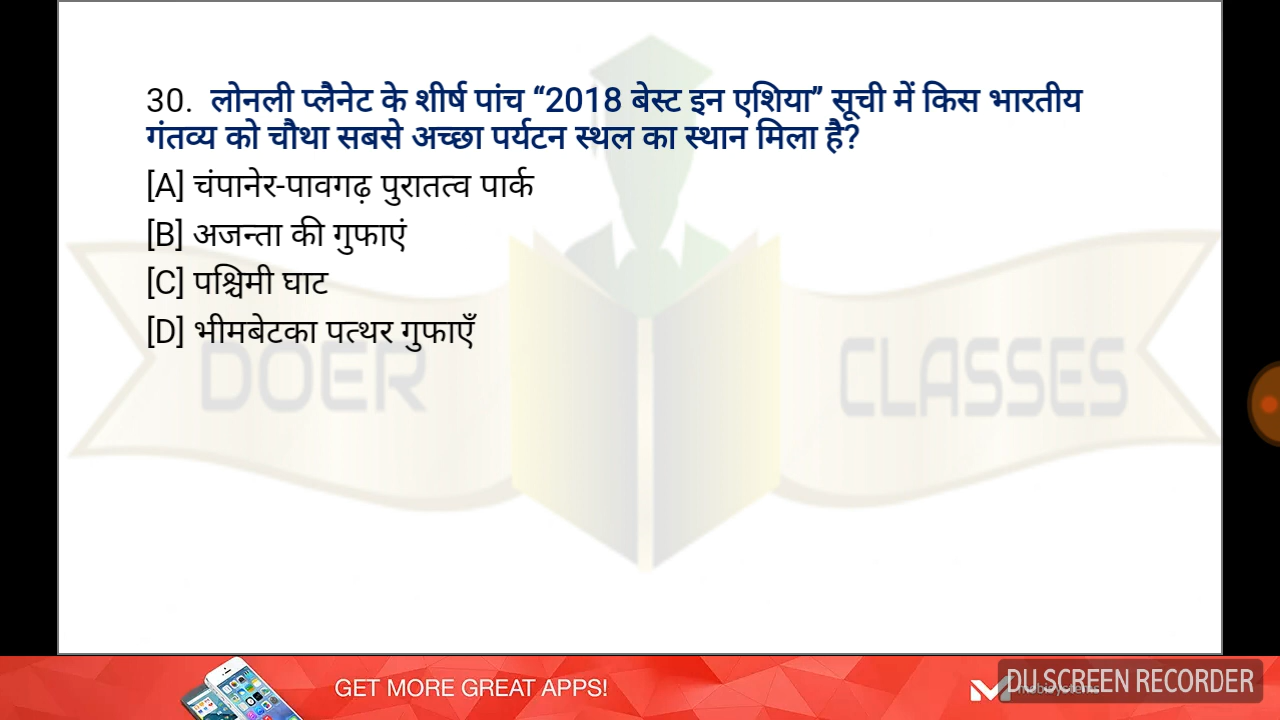 30. लोनली प्लैनेट के शीर्ष पांच “2018 बेस्ट इन एशिया” सूची में किस भारतीय
गंतव्य को चौथा सबसे अच्छा पर्यटन स्थल का स्थान मिला है?
[A] चंपानेर-पावगढ़ पुरातत्व पार्क
[B] अजन्ता की गुफाएं
[C] पश्चिमी घाट
[D] भीमबेटका पत्थर गुफाएँ
DOER CLASSES
GET MORE GREAT APPS!
DU SCREEN RECORDER